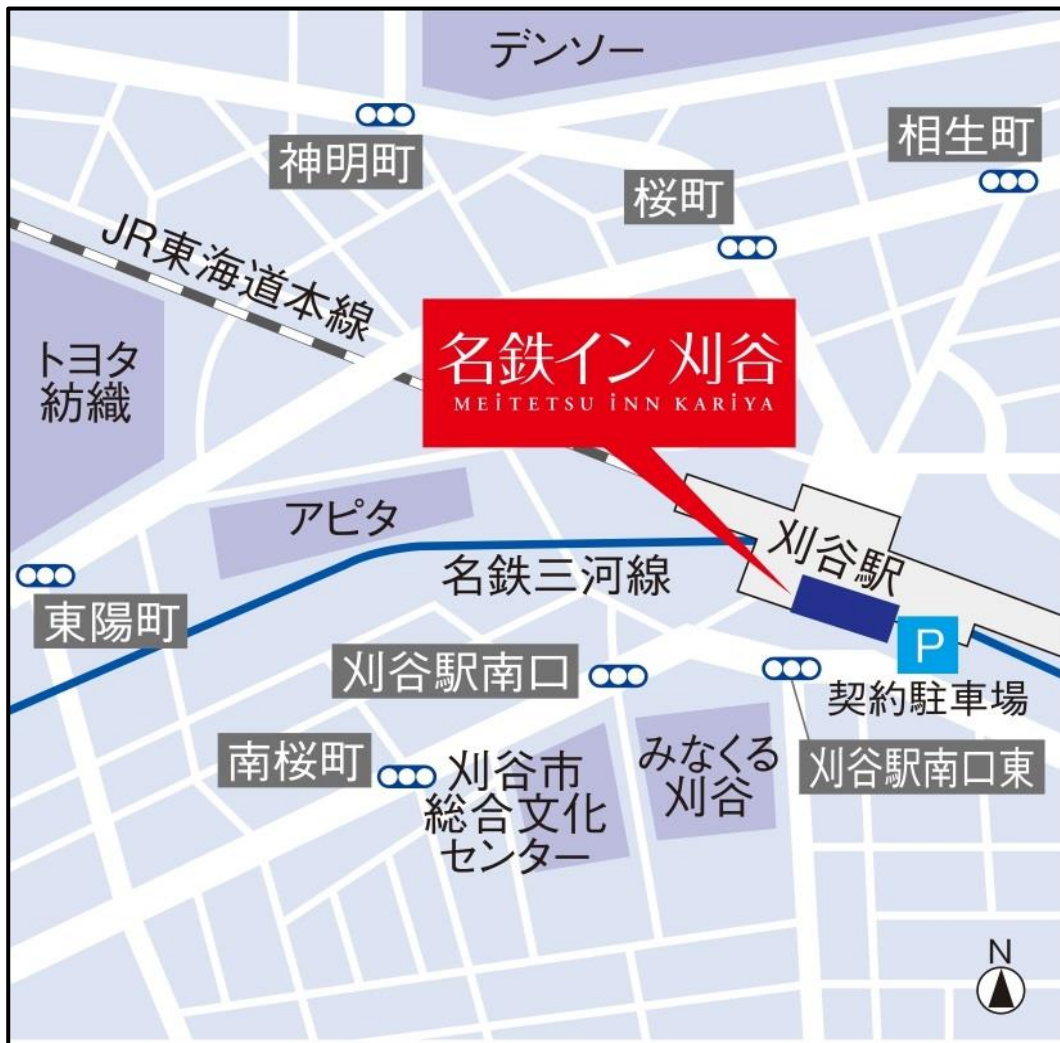 デンソー
相生町
神明町
桜町
JR東海道本線
名鉄イン 刈谷
MEiTETSU iNN KARiYA
トヨタ
紡織
アピタ
刈谷駅
名鉄三河線
東陽町
P
契約駐車場
刈谷駅南口
刈谷駅南口東
南桜町
刈谷市
総合文化
センター
みなくる
刈谷
N